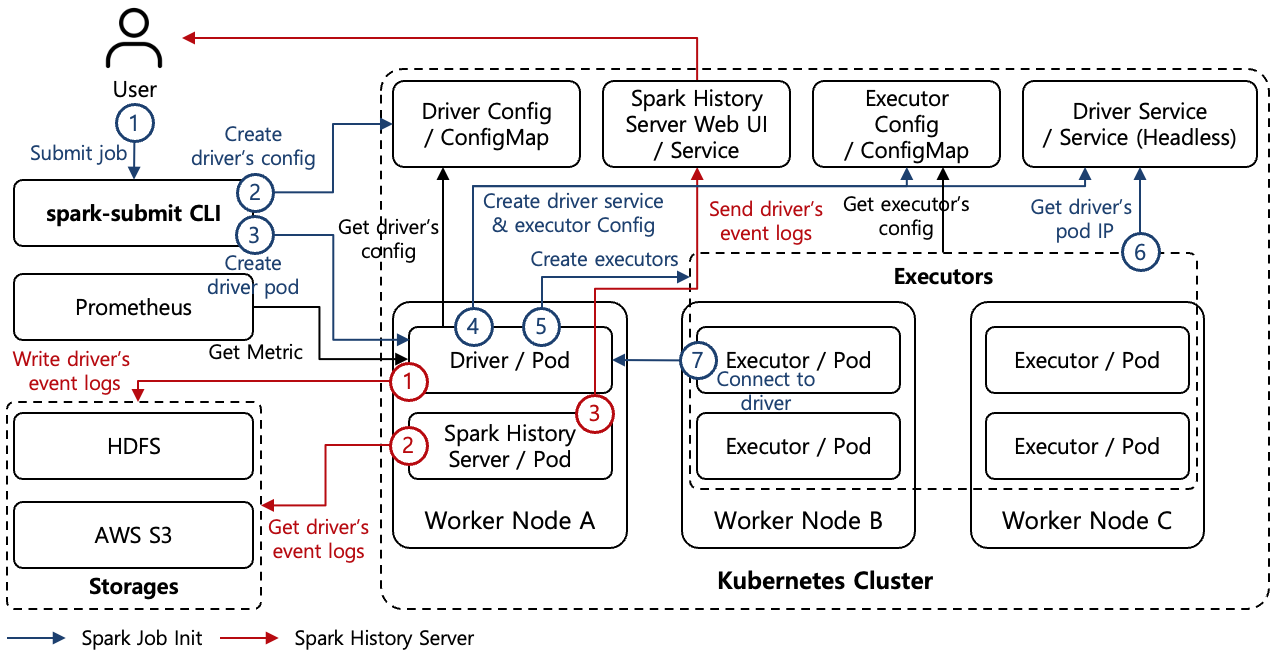 User
1
Submit job
Create
driver's config
2
spark-submit CLI
3
Create
driver pod
Prometheus
Get Metric
Driver Config
/ ConfigMap
Spark History
Server Web UI
/ Service
Executor
Config
/ ConfigMap
Driver Service
/ Service (Headless)
Get driver's
config
Create driver service
& executor Config
Send driver's
event logs
Get executor's
config
Get driver's
pod IP
6
Create executors
Executors
4
5
Driver / Pod
1
Write driver's
event logs
3
Spark History
Server / Pod
2
Worker Node A
7
Executor / Pod
Connect to
driver
Executor / Pod
Worker Node B
Executor / Pod
Executor / Pod
Worker Node C
HDFS
AWS S3
Storages
Get driver's
event logs
Kubernetes Cluster
Spark Job Init
Spark History Server